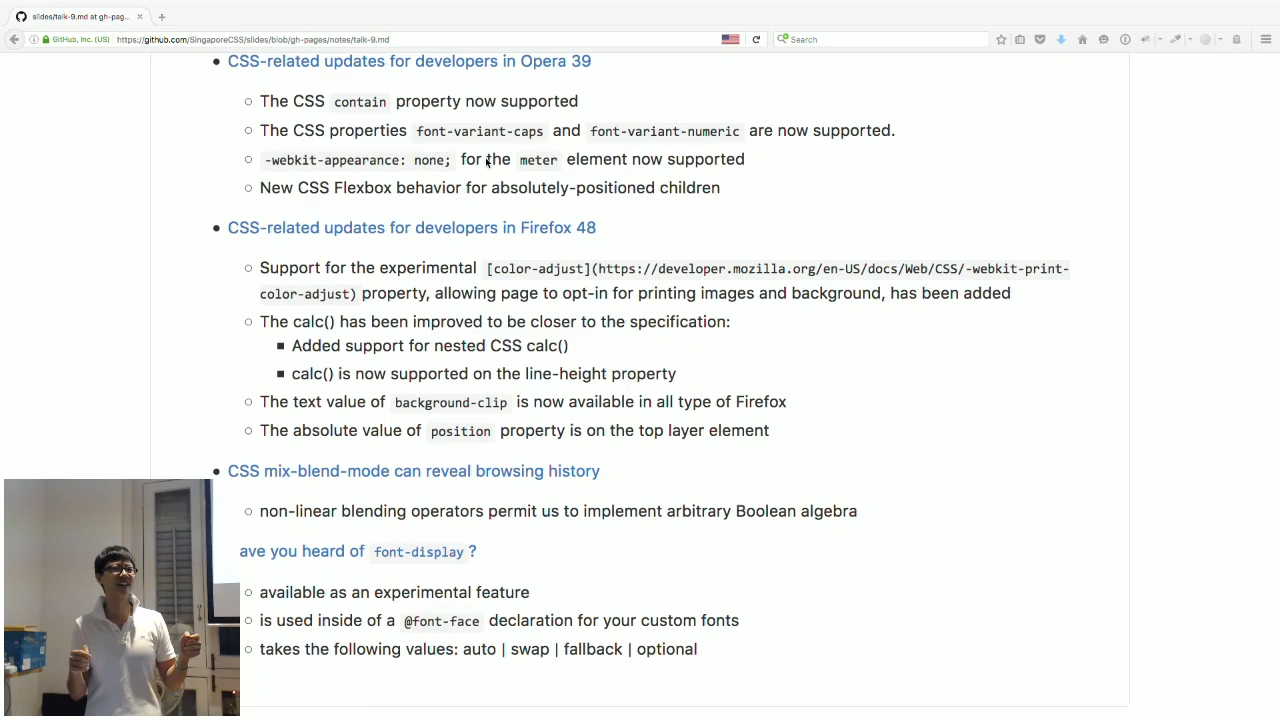 slides/talk-9.md at gh-pag...
GitHub, Inc. (US)
https://github.com/SingaporeCSS/slides/blob/gh-pages/notes/talk-9.md
Search
CSS-related updates for developers in Opera 39
The CSS contain property now supported
The CSS properties font-variant-caps and font-variant-numeric are now supported.
-webkit-appearance: none; for the meter element now supported
New CSS Flexbox behavior for absolutely-positioned children
CSS-related updates for developers in Firefox 48
Support for the experimental [color-adjust](https://developer.mozilla.org/en-US/docs/Web/CSS/-webkit-print-
color-adjust) property, allowing page to opt-in for printing images and background, has been added
The calc() has been improved to be closer to the specification:
Added support for nested CSS calc()
calc() is now supported on the line-height property
The text value of background-clip is now available in all type of Firefox
The absolute value of position property is on the top layer element
CSS mix-blend-mode can reveal browsing history
non-linear blending operators permit us to implement arbitrary Boolean algebra
ave you heard of font-display?
available as an experimental feature
is used inside of a @font-face declaration for your custom fonts
takes the following values: auto | swap | fallback | optional